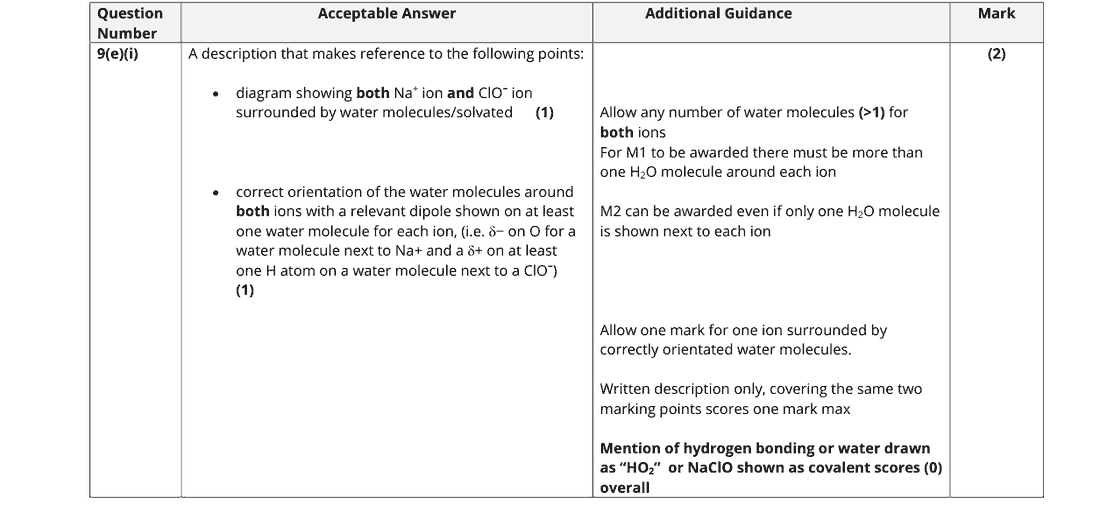 Question Number
Acceptable Answer
Additional Guidance
Mark
9(e)(i)
A description that makes reference to the following points:
(2)
• diagram showing both Na⁺ ion and ClO⁻ ion
surrounded by water molecules/solvated (1)
Allow any number of water molecules (>1) for
both ions
For M1 to be awarded there must be more than
one H₂O molecule around each ion
• correct orientation of the water molecules around
both ions with a relevant dipole shown on at least
one water molecule for each ion, (i.e. δ− on O for a
water molecule next to Na+ and a δ+ on at least
one H atom on a water molecule next to a ClO⁻)
(1)
M2 can be awarded even if only one H₂O molecule
is shown next to each ion
Allow one mark for one ion surrounded by
correctly orientated water molecules.
Written description only, covering the same two
marking points scores one mark max
Mention of hydrogen bonding or water drawn
as “HO₂” or NaClO shown as covalent scores (0)
overall